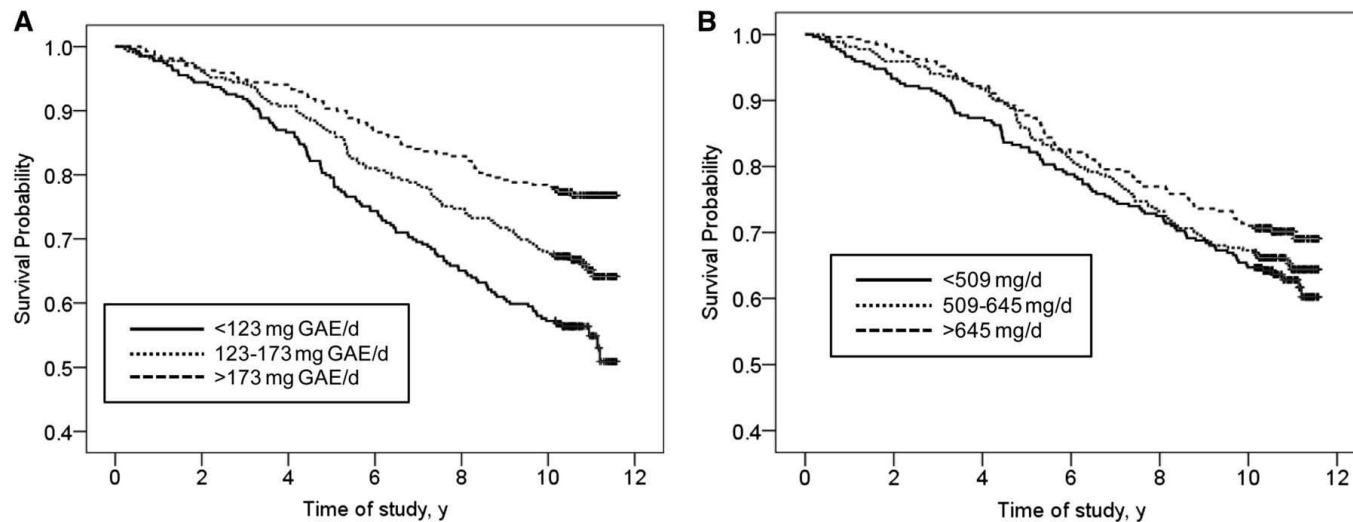 A
Survival Probability
1.0
0.9
0.8
0.7
0.6
0.5
0.4
<123 mg GAE/d
123-173 mg GAE/d
>173 mg GAE/d
0 2 4 6 8 10 12
Time of study, y
B
Survival Probability
1.0
0.9
0.8
0.7
0.6
0.5
0.4
<509 mg/d
509-645 mg/d
>645 mg/d
0 2 4 6 8 10 12
Time of study, y